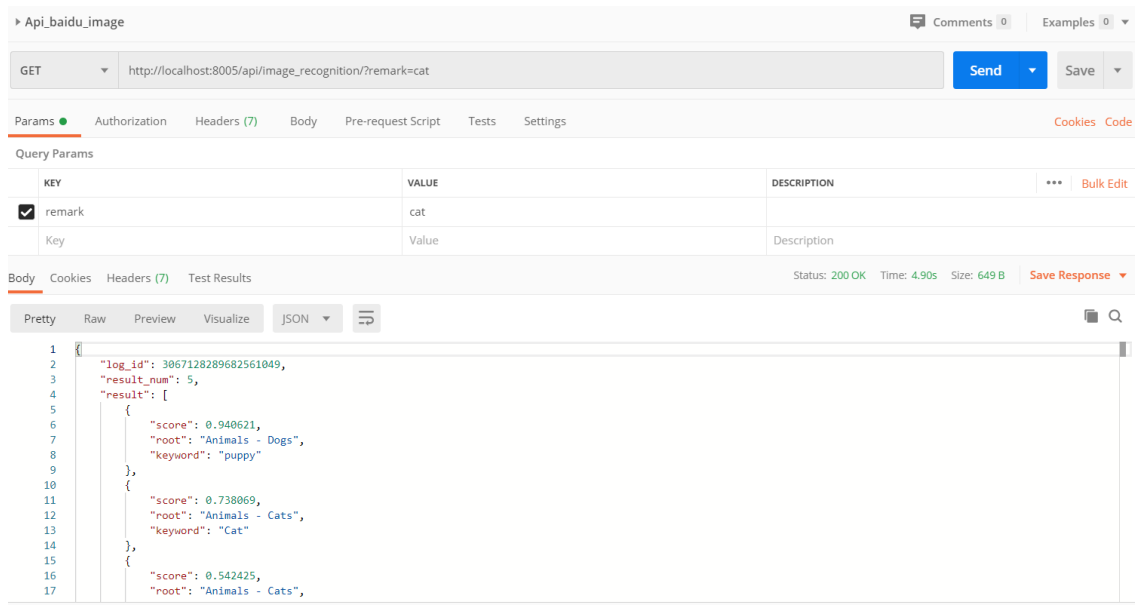 Api_baidu_image Comments 0 Examples 0
GET http://localhost:8005/api/image_recognition/?remark=cat Send Save
Params Authorization Headers (7) Body Pre-request Script Tests Settings Cookies Code
Query Params
KEY VALUE DESCRIPTION ••• Bulk Edit
remark cat
Key Value Description
Body Cookies Headers (7) Test Results Status: 200 OK Time: 4.90s Size: 649 B Save Response
Pretty Raw Preview Visualize JSON
1 {
2 "log_id": 3067128289682561049,
3 "result_num": 5,
4 "result": [
5 {
6 "score": 0.940621,
7 "root": "Animals - Dogs",
8 "keyword": "puppy"
9 },
10 {
11 "score": 0.738069,
12 "root": "Animals - Cats",
13 "keyword": "Cat"
14 },
15 {
16 "score": 0.542425,
17 "root": "Animals - Cats",